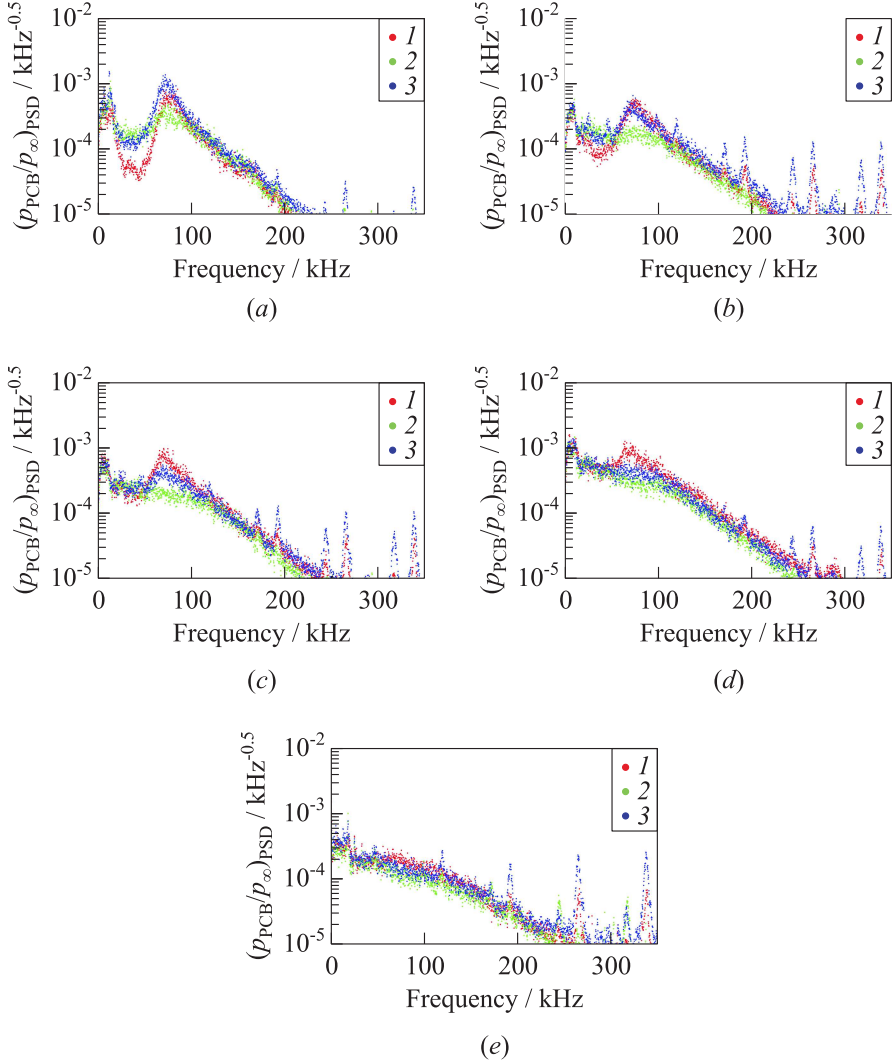 10⁻²
10⁻³
10⁻⁴
10⁻⁵
(p_PCB/p_∞)_PSD / kHz^-0.5
1
2
3
0 100 200 300
Frequency / kHz
(a)
10⁻²
10⁻³
10⁻⁴
10⁻⁵
(p_PCB/p_∞)_PSD / kHz^-0.5
1
2
3
0 100 200 300
Frequency / kHz
(b)
10⁻²
10⁻³
10⁻⁴
10⁻⁵
(p_PCB/p_∞)_PSD / kHz^-0.5
1
2
3
0 100 200 300
Frequency / kHz
(c)
10⁻²
10⁻³
10⁻⁴
10⁻⁵
(p_PCB/p_∞)_PSD / kHz^-0.5
1
2
3
0 100 200 300
Frequency / kHz
(d)
10⁻²
10⁻³
10⁻⁴
10⁻⁵
(p_PCB/p_∞)_PSD / kHz^-0.5
1
2
3
0 100 200 300
Frequency / kHz
(e)